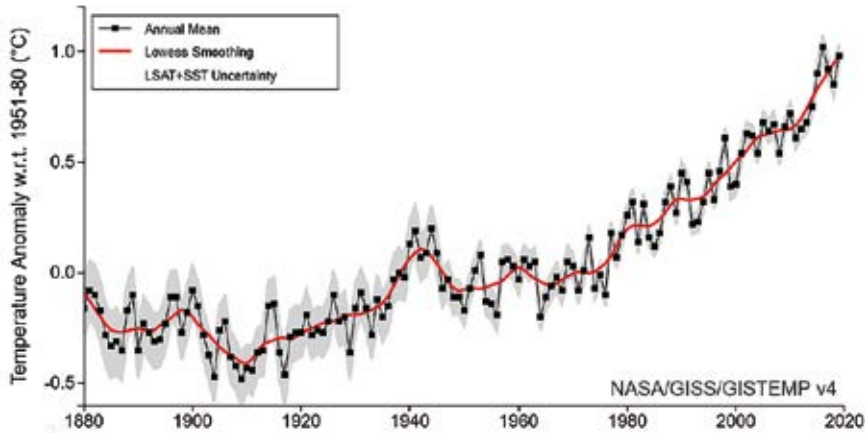 Annual Mean
Lowess Smoothing
LSAT+SST Uncertainty
Temperature Anomaly w.r.t. 1951-80 (°C)
1.0
0.5
0.0
-0.5
NASA/GISS/GISTEMP v4
1880 1900 1920 1940 1960 1980 2000 2020